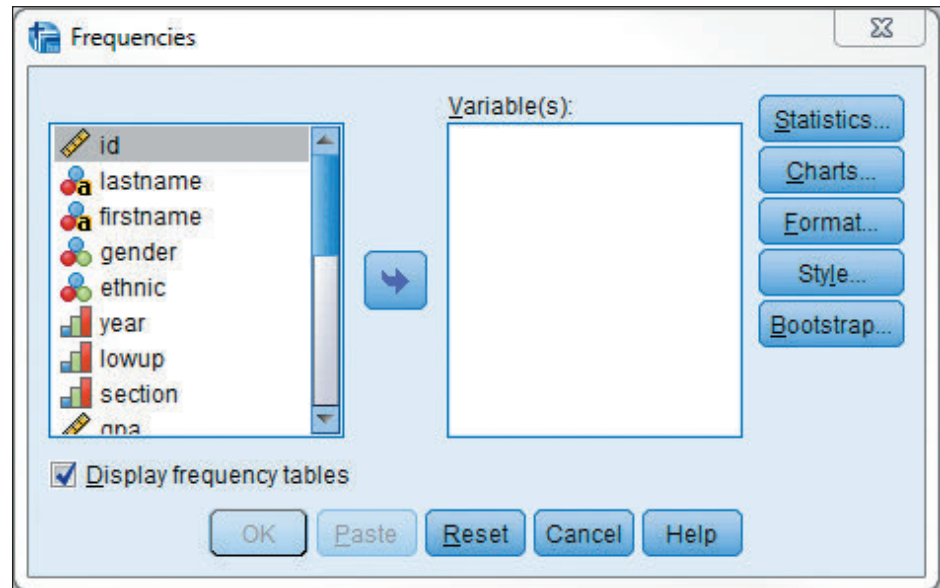 Frequencies
Variable(s):
id
lastname
firstname
gender
ethnic
year
lowup
section
gpa
Statistics...
Charts...
Format...
Style...
Bootstrap...
Display frequency tables
OK Paste Reset Cancel Help